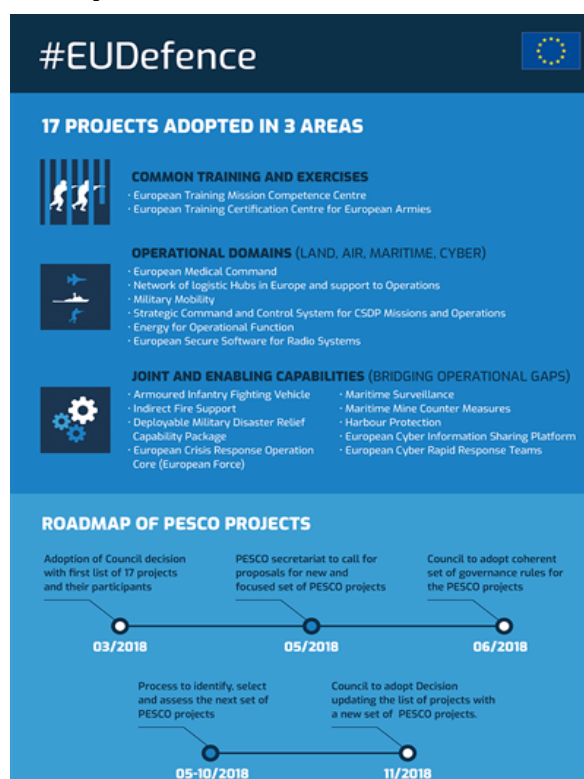 #EUDefence
17 PROJECTS ADOPTED IN 3 AREAS
COMMON TRAINING AND EXERCISES
· European Training Mission Competence Centre
· European Training Certification Centre for European Armies
OPERATIONAL DOMAINS (LAND, AIR, MARITIME, CYBER)
· European Medical Command
· Network of logistic Hubs in Europe and support to Operations
· Military Mobility
· Strategic Command and Control System for CSDP Missions and Operations
· Energy for Operational Function
· European Secure Software for Radio Systems
JOINT AND ENABLING CAPABILITIES (BRIDGING OPERATIONAL GAPS)
· Armoured Infantry Fighting Vehicle
· Indirect Fire Support
· Deployable Military Disaster Relief
Capability Package
· European Crisis Response Operation
Core (European Force)
· Maritime Surveillance
· Maritime Mine Counter Measures
· Harbour Protection
· European Cyber Information Sharing Platform
· European Cyber Rapid Response Teams
ROADMAP OF PESCO PROJECTS
Adoption of Council decision
with first list of 17 projects
and their participants
03/2018
PESCO secretariat to call for
proposals for new and
focused set of PESCO projects
05/2018
Council to adopt coherent
set of governance rules for
the PESCO projects
06/2018
Process to identify, select
and assess the next set of
PESCO projects
05-10/2018
Council to adopt Decision
updating the list of projects with
a new set of PESCO projects.
11/2018